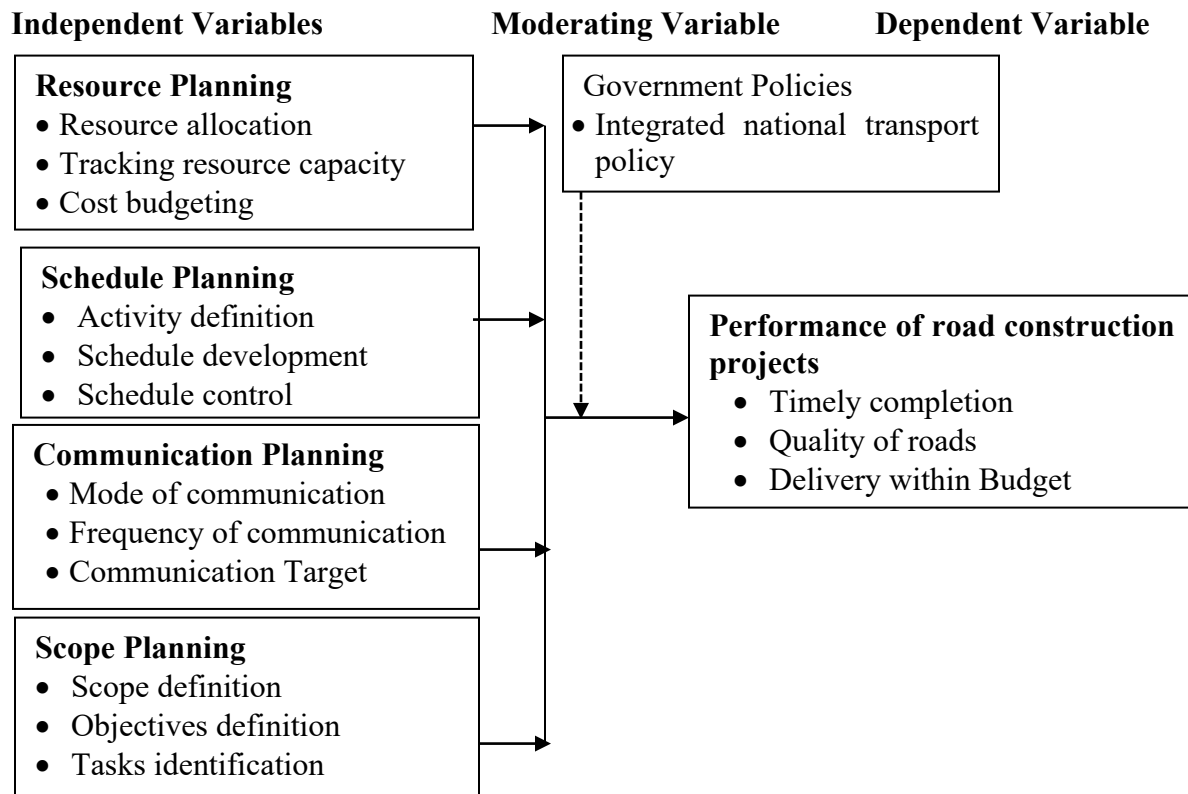 Independent Variables Moderating Variable Dependent Variable
Resource Planning
• Resource allocation
• Tracking resource capacity
• Cost budgeting
Government Policies
• Integrated national transport
policy
Schedule Planning
• Activity definition
• Schedule development
• Schedule control
Performance of road construction
projects
• Timely completion
• Quality of roads
• Delivery within Budget
Communication Planning
• Mode of communication
• Frequency of communication
• Communication Target
Scope Planning
• Scope definition
• Objectives definition
• Tasks identification